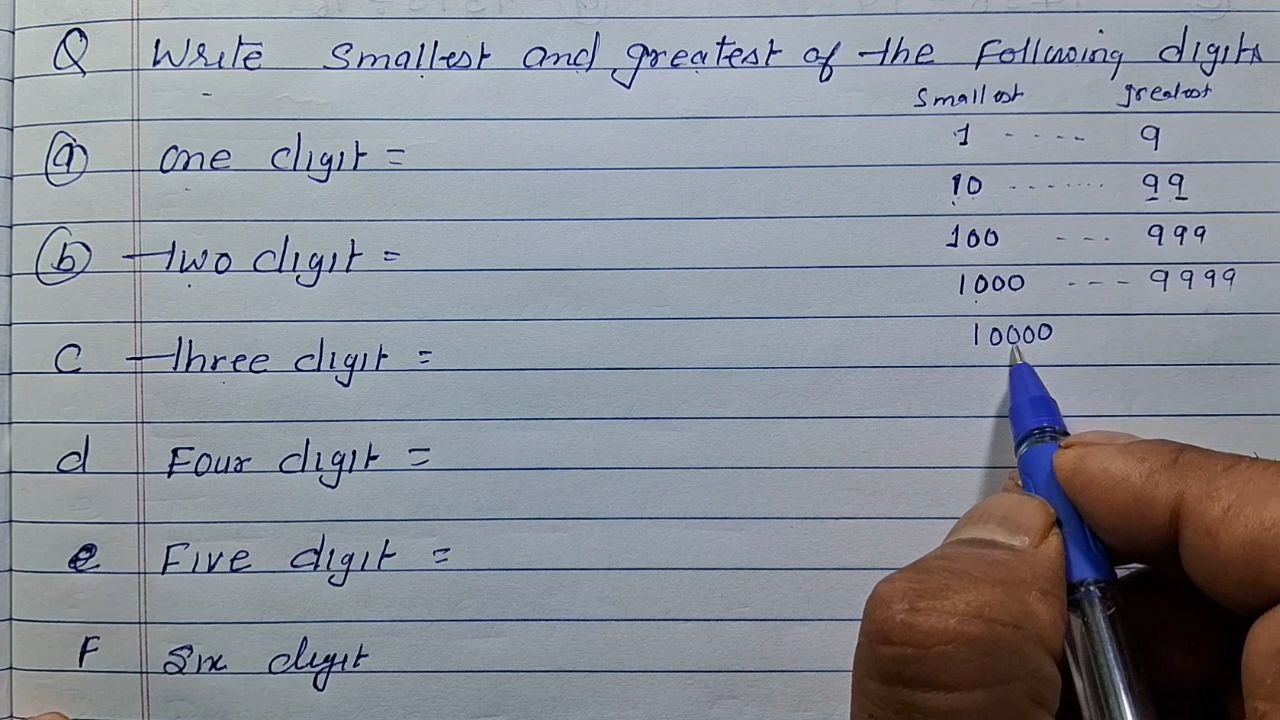 Q Write Smallest and greatest of the Following digits
Smallest greatest
a one digit =
1 ---- 9
10 ------- 99
b two digit =
100 --- 999
1000 --- 9999
c three digit =
10000
d Four digit =
e Five digit =
F Six digit